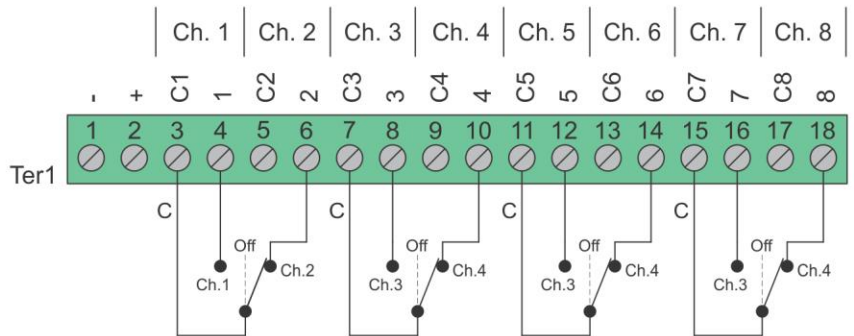 Ch. 1 Ch. 2 Ch. 3 Ch. 4 Ch. 5 Ch. 6 Ch. 7 Ch. 8
- + C1 1 C2 2 C3 3 C4 4 C5 5 C6 6 C7 7 C8 8
1 2 3 4 5 6 7 8 9 10 11 12 13 14 15 16 17 18
Ter1
C C C C
Off Off Off Off
Ch.1 Ch.2 Ch.3 Ch.4 Ch.3 Ch.4 Ch.3 Ch.4